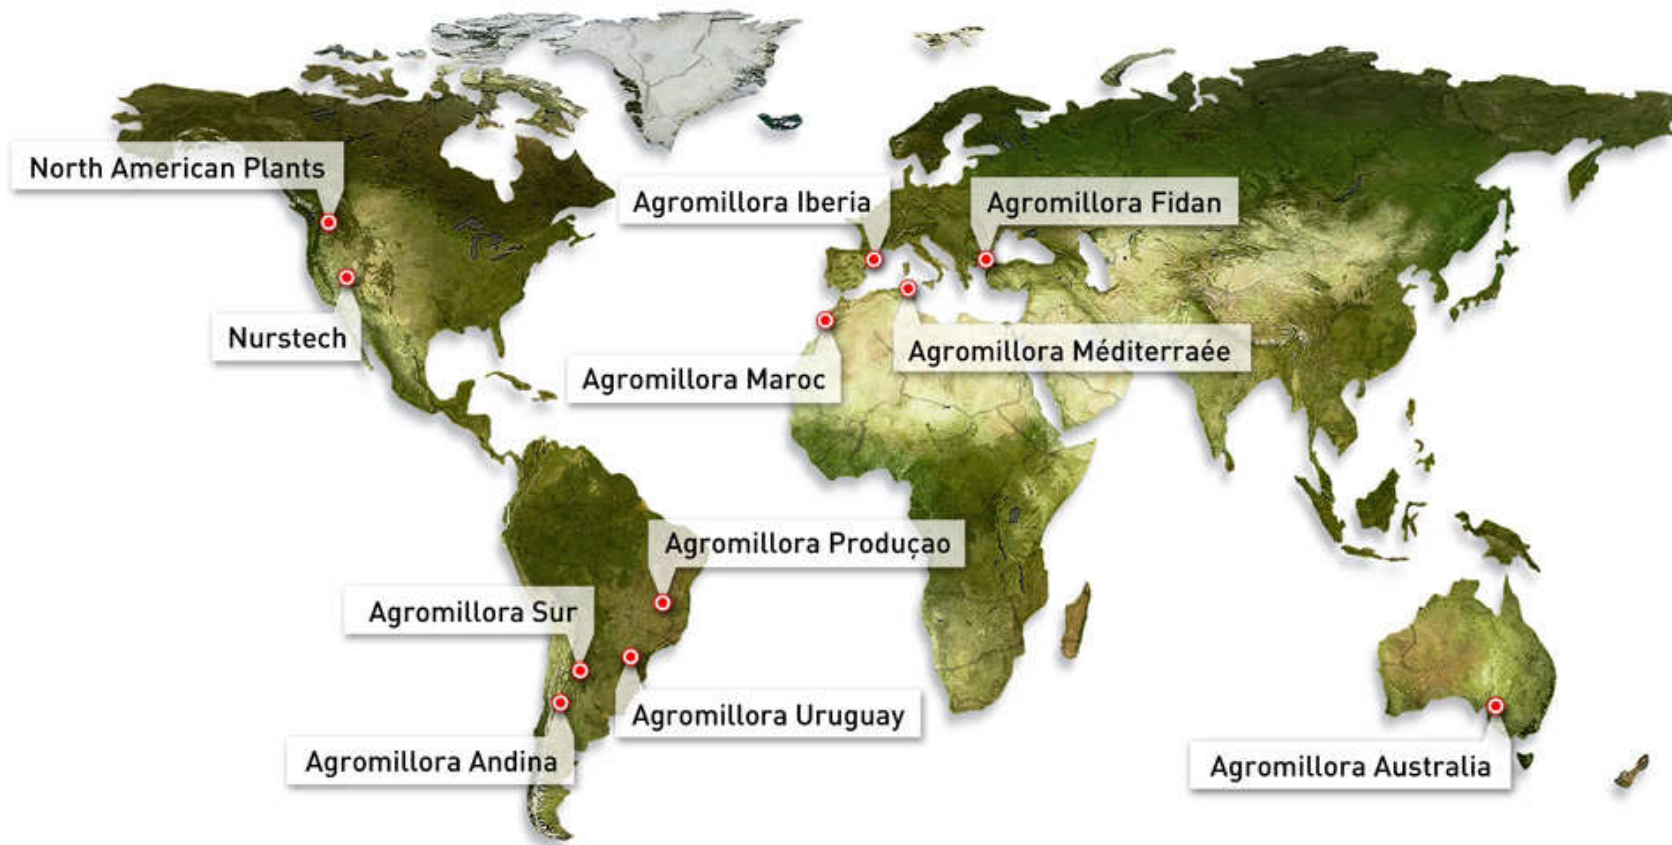 North American Plants
Agromillora Iberia
Agromillora Fidan
Nurstech
Agromillora Méditerraée
Agromillora Maroc
Agromillora Produçao
Agromillora Sur
Agromillora Uruguay
Agromillora Andina
Agromillora Australia